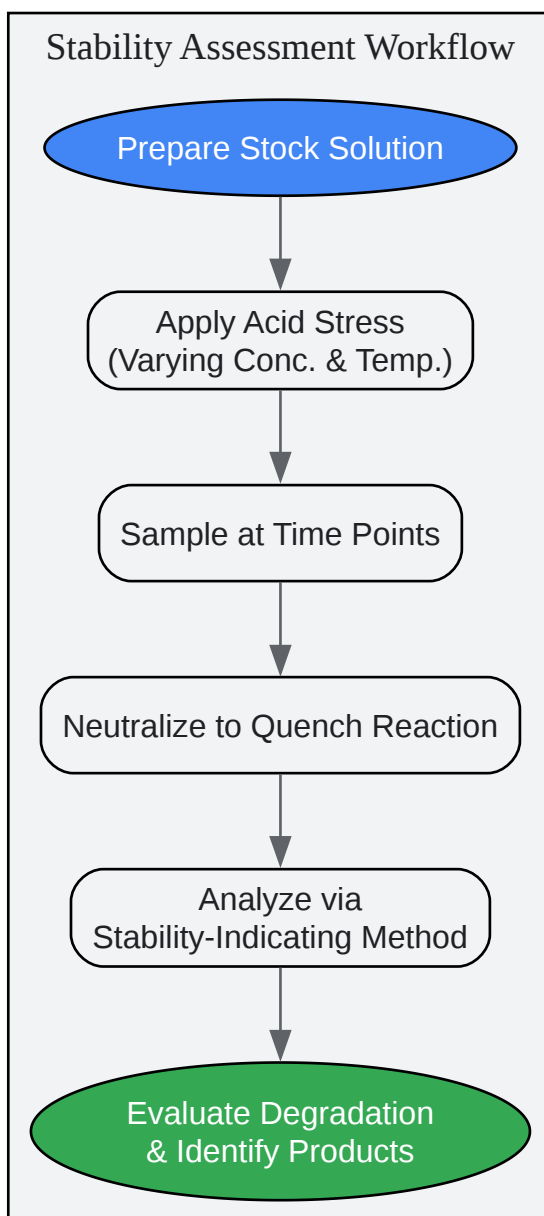 Stability Assessment Workflow
Prepare Stock Solution
Apply Acid Stress
(Varying Conc. & Temp.)
Sample at Time Points
Neutralize to Quench Reaction
Analyze via
Stability-Indicating Method
Evaluate Degradation
& Identify Products